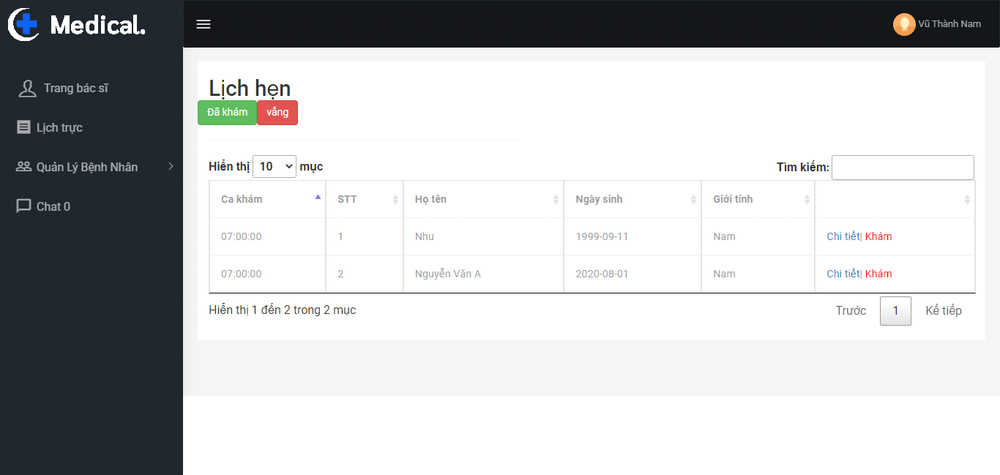 Medical.
Vũ Thành Nam
Trang bác sĩ
Lịch trực
Quản Lý Bệnh Nhân
Chat 0
Lịch hẹn
Đã khám vắng
Hiển thị 10 mục Tìm kiếm:
Ca khám STT Họ tên Ngày sinh Giới tính
07:00:00 1 Nhu 1999-09-11 Nam Chi tiết| Khám
07:00:00 2 Nguyễn Văn A 2020-08-01 Nam Chi tiết| Khám
Hiển thị 1 đến 2 trong 2 mục Trước 1 Kế tiếp